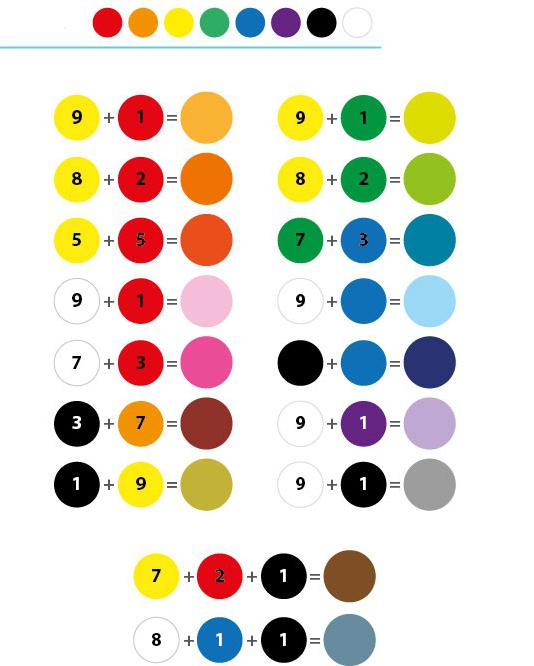 9 + 1 = 9 + 1 =
8 + 2 = 8 + 2 =
5 + 5 = 7 + 3 =
9 + 1 = 9 + =
7 + 3 = + =
3 + 7 = 9 + 1 =
1 + 9 = 9 + 1 =
7 + 2 + 1 =
8 + 1 + 1 =